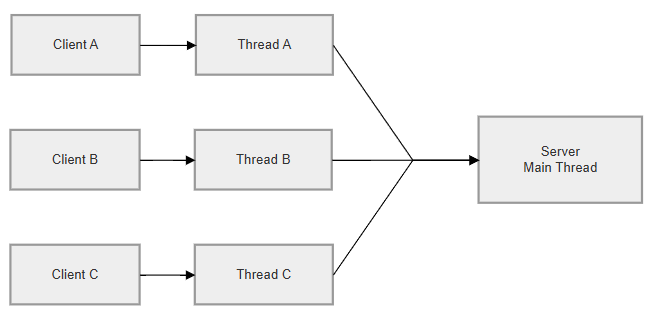 Client A
Thread A
Client B
Thread B
Server
Main Thread
Client C
Thread C